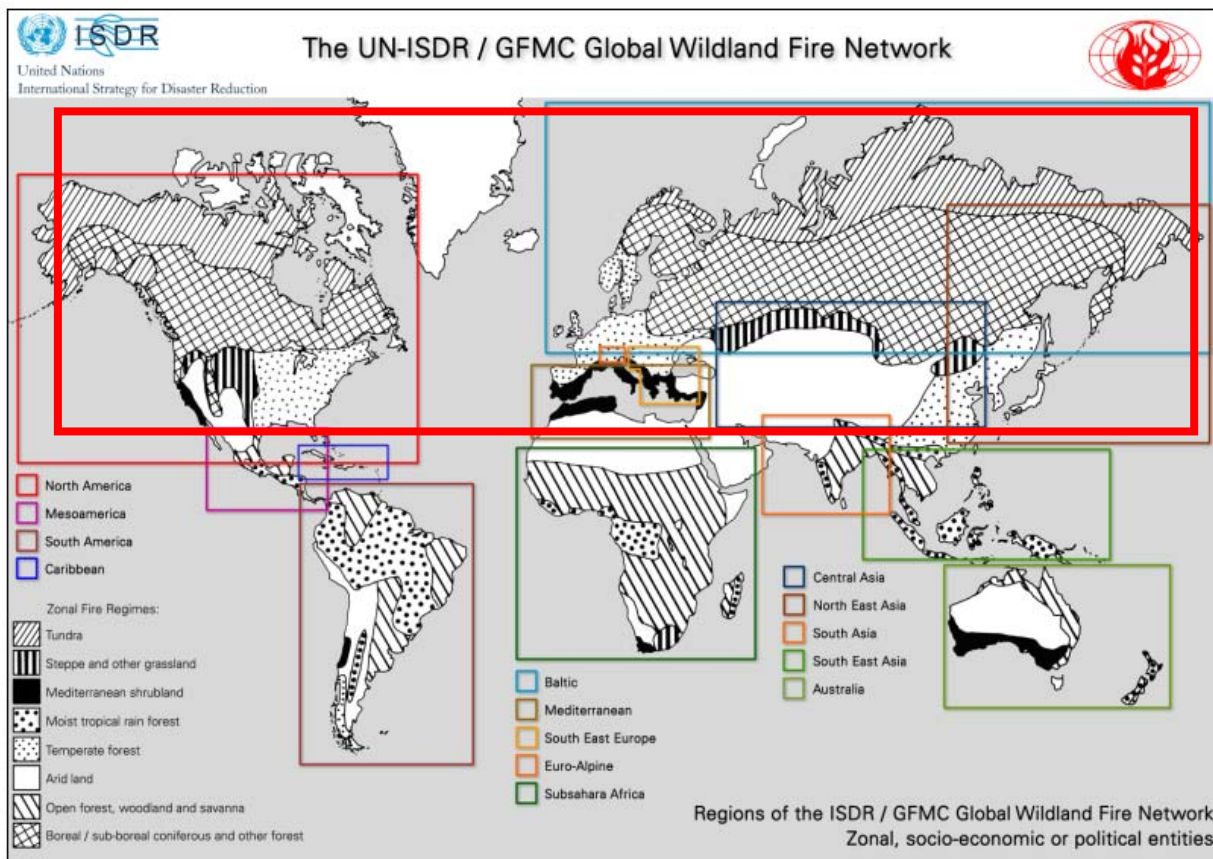 ISDR
United Nations
International Strategy for Disaster Reduction
The UN-ISDR / GFMC Global Wildland Fire Network
North America
Mesoamerica
South America
Caribbean
Zonal Fire Regimes:
Tundra
Steppe and other grassland
Mediterranean shrubland
Moist tropical rain forest
Temperate forest
Arid land
Open forest, woodland and savanna
Boreal / sub-boreal coniferous and other forest
Baltic
Mediterranean
South East Europe
Euro-Alpine
Subsahara Africa
Central Asia
North East Asia
South Asia
South East Asia
Australia
Regions of the ISDR / GFMC Global Wildland Fire Network
Zonal, socio-economic or political entities